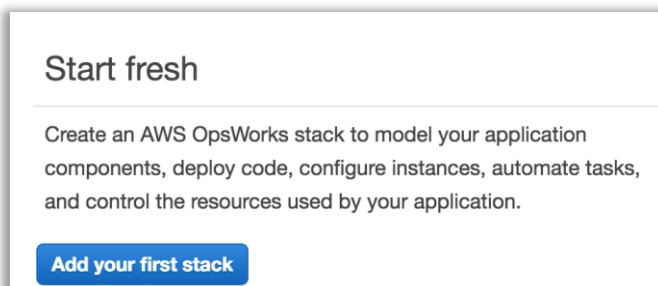 Start fresh
Create an AWS OpsWorks stack to model your application
components, deploy code, configure instances, automate tasks,
and control the resources used by your application.
Add your first stack